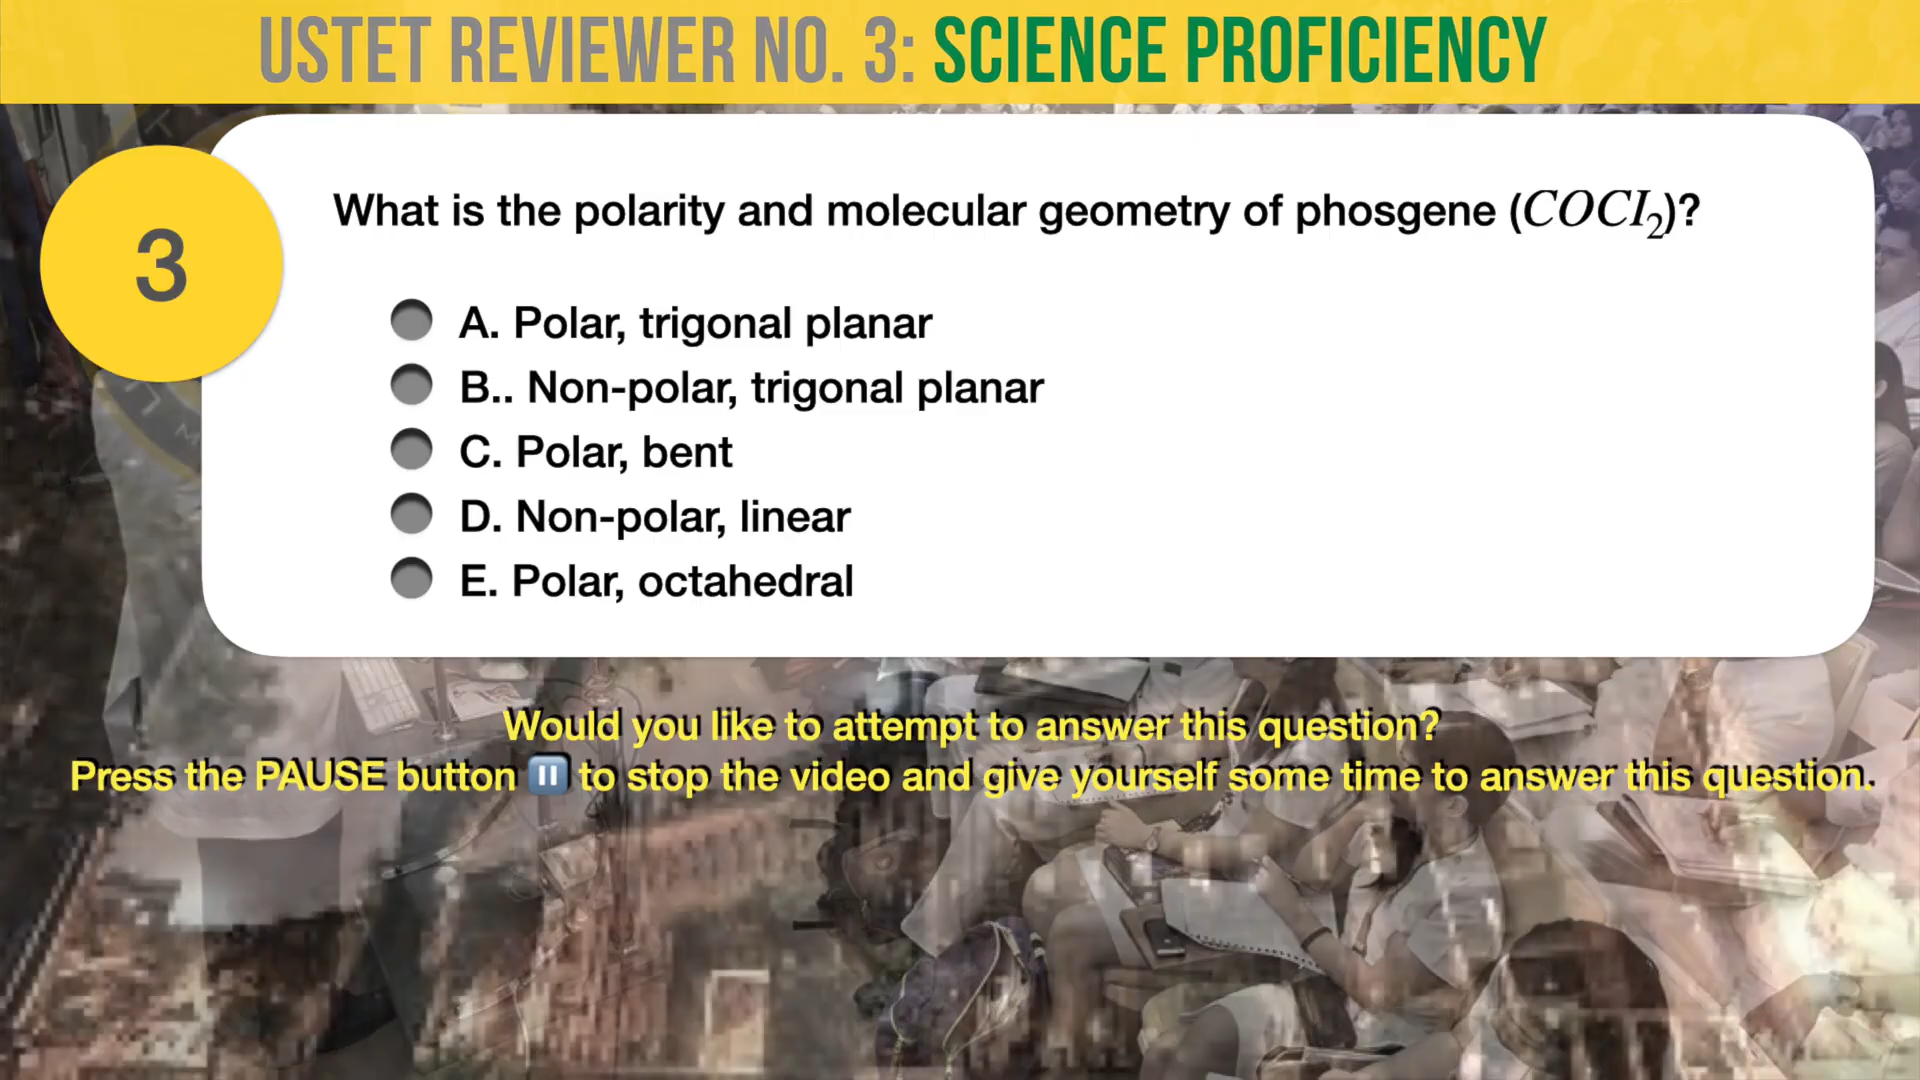 USTET REVIEWER NO. 3: SCIENCE PROFICIENCY
3
What is the polarity and molecular geometry of phosgene (COCI₂)?
A. Polar, trigonal planar
B.. Non-polar, trigonal planar
C. Polar, bent
D. Non-polar, linear
E. Polar, octahedral
Would you like to attempt to answer this question?
Press the PAUSE button ⏸ to stop the video and give yourself some time to answer this question.